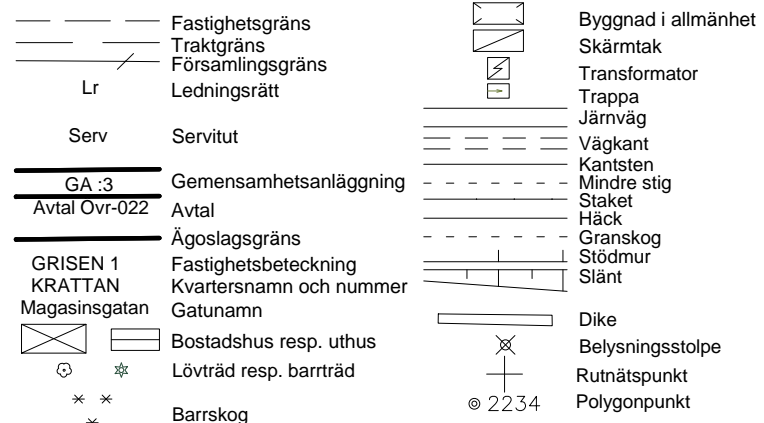 Fastighetsgräns
Traktgräns
Församlingsgräns
Lr Ledningsrätt
Serv Servitut
GA :3 Gemensamhetsanläggning
Avtal Ovr-022 Avtal
Ägoslagsgräns
GRISEN 1 Fastighetsbeteckning
KRATTAN Kvartersnamn och nummer
Magasinsgatan Gatunamn
Bostadshus resp. uthus
Lövträd resp. barrträd
Barrskog
Byggnad i allmänhet
Skärmtak
Transformator
Trappa
Järnväg
Vägkant
Kantsten
Mindre stig
Staket
Häck
Granskog
Stödmur
Slänt
Dike
Belysningsstolpe
Rutnätspunkt
2234 Polygonpunkt